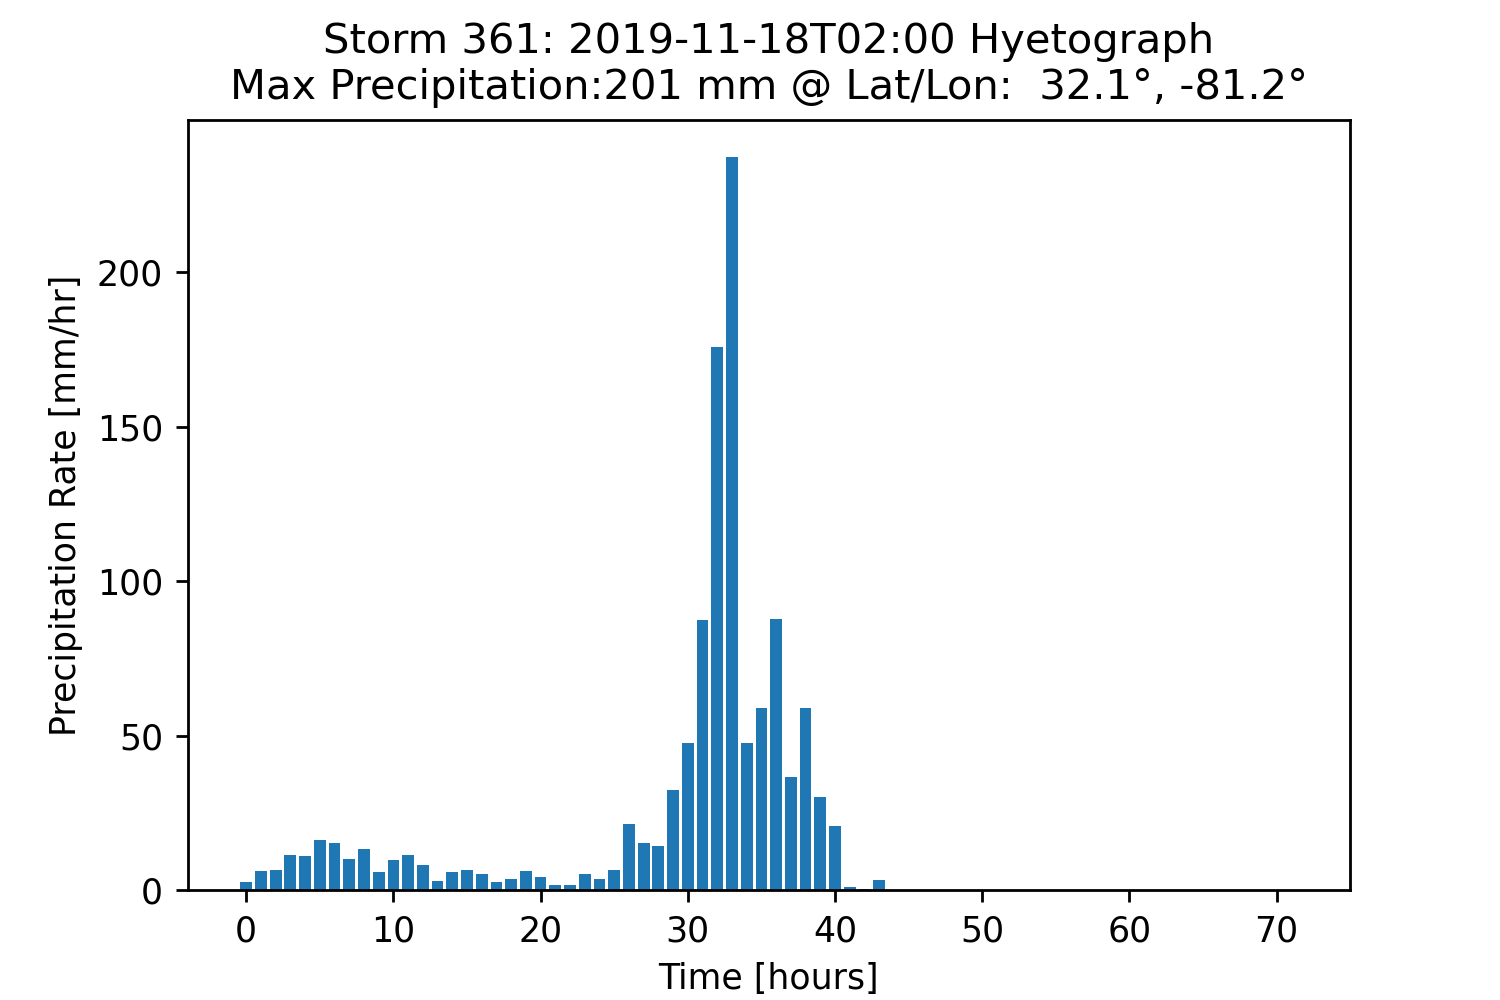 Storm 361: 2019-11-18T02:00 Hyetograph
Max Precipitation:201 mm @ Lat/Lon:  32.1°, -81.2°
Precipitation Rate [mm/hr]
200
150
100
50
0
0 10 20 30 40 50 60 70
Time [hours]